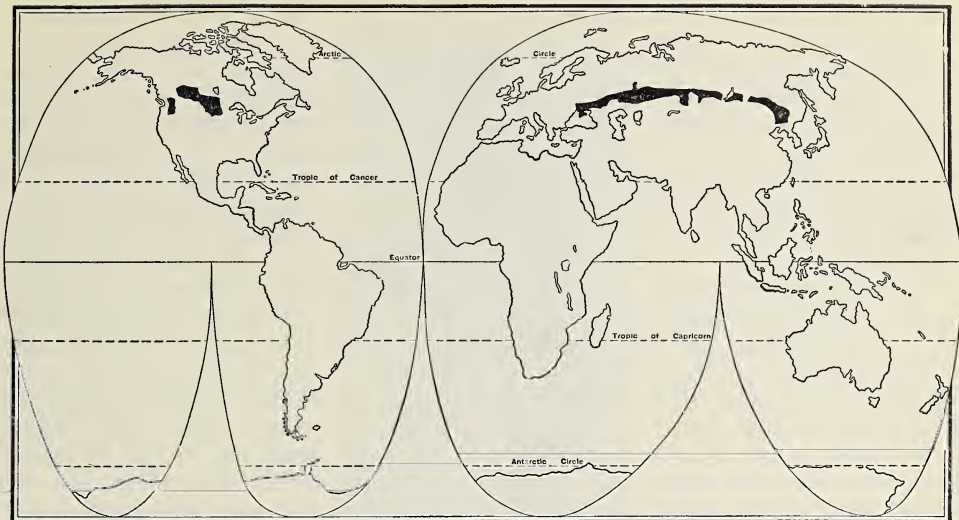 Arctic Circle
Tropic of Cancer
Equator
Tropic of Capricorn
Antarctic Circle